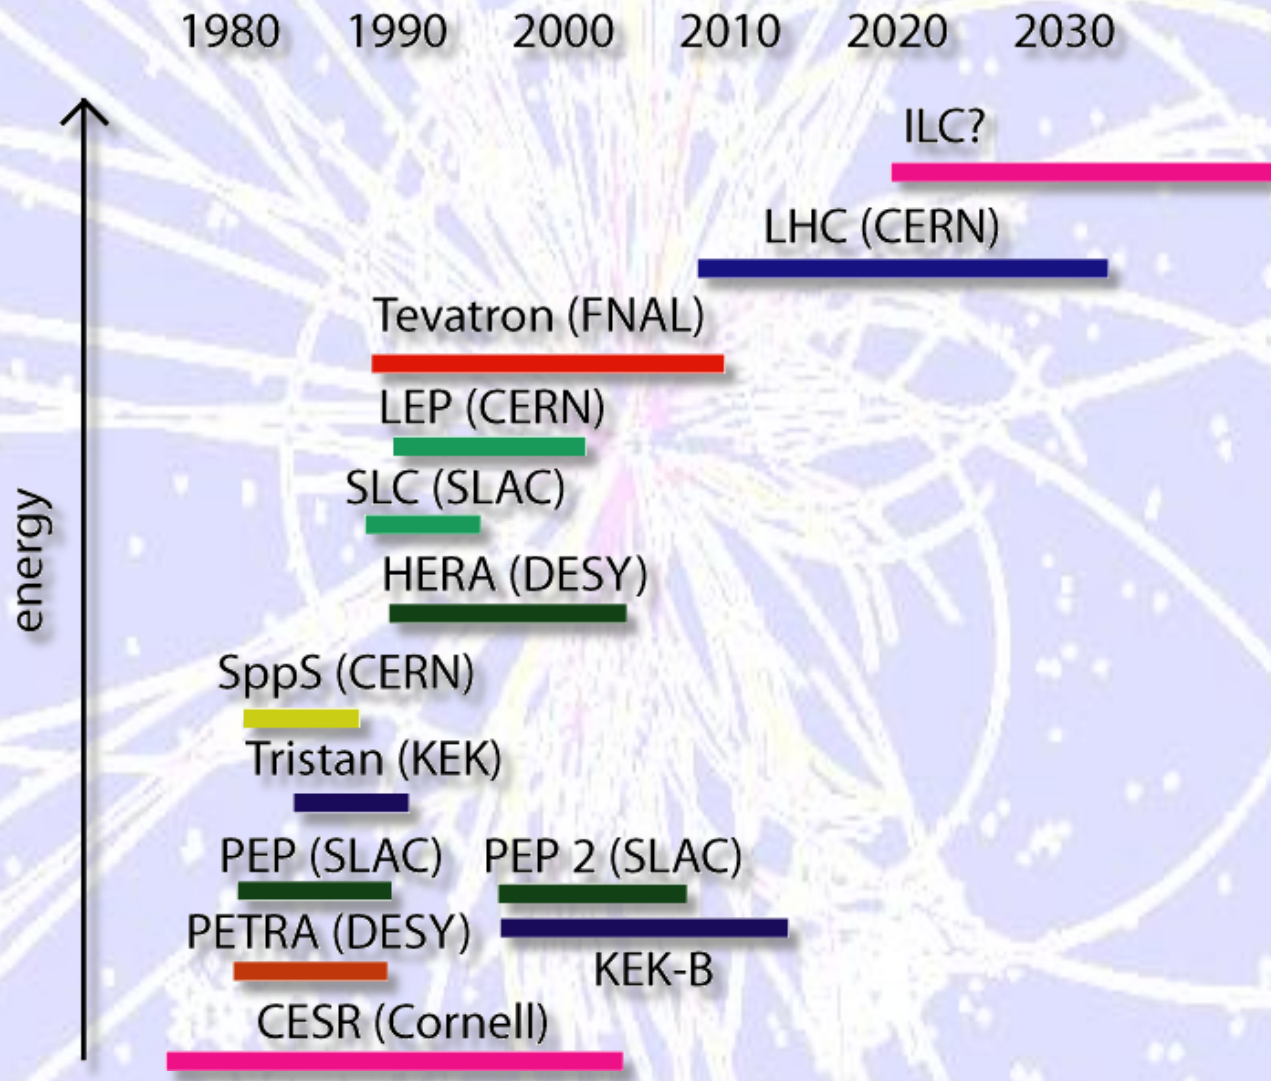 1980 1990 2000 2010 2020 2030
ILC?
LHC (CERN)
Tevatron (FNAL)
LEP (CERN)
SLC (SLAC)
energy
HERA (DESY)
SppS (CERN)
Tristan (KEK)
PEP (SLAC) PEP 2 (SLAC)
PETRA (DESY)
KEK-B
CESR (Cornell)